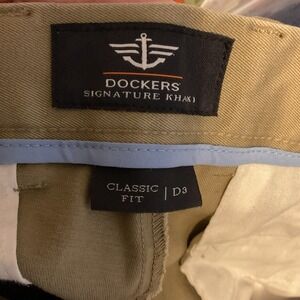 DOCKERS®
SIGNATURE KHAKI
CLASSIC
FIT | D3